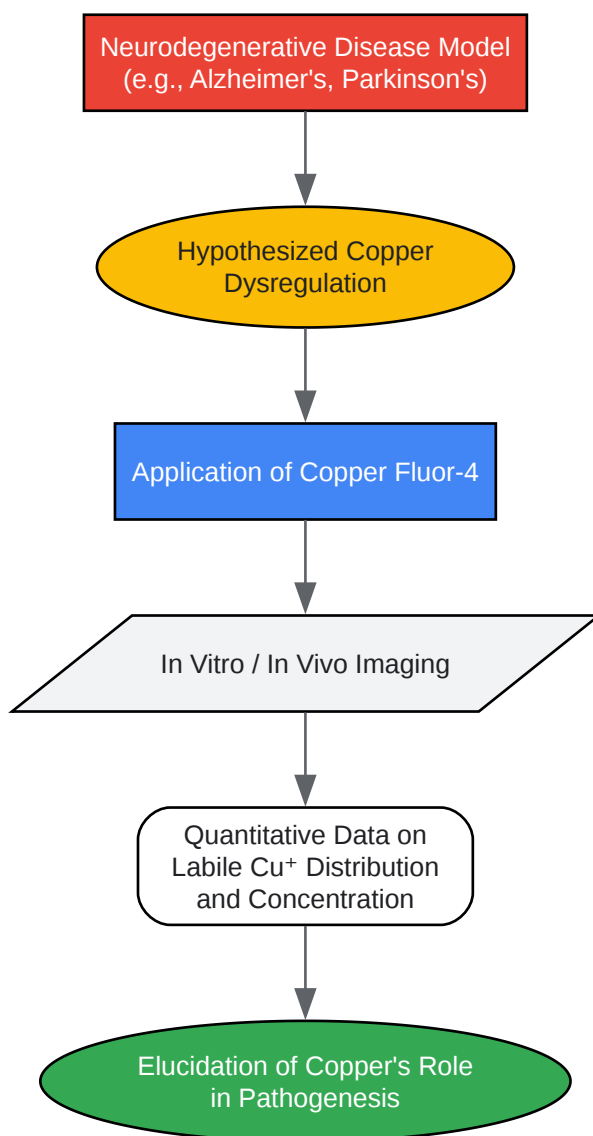 Neurodegenerative Disease Model
(e.g., Alzheimer's, Parkinson's)
Hypothesized Copper
Dysregulation
Application of Copper Fluor-4
In Vitro / In Vivo Imaging
Quantitative Data on
Labile Cu⁺ Distribution
and Concentration
Elucidation of Copper's Role
in Pathogenesis